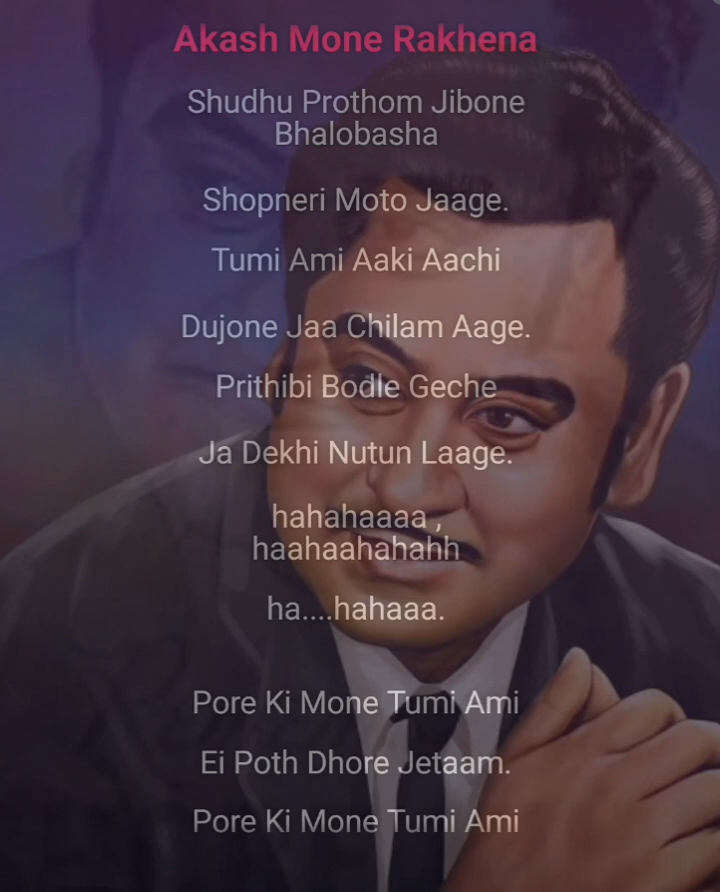 Akash Mone Rakhena
Shudhu Prothom Jibone
Bhalobasha
Shopneri Moto Jaage.
Tumi Ami Aaki Aachi
Dujone Jaa Chilam Aage.
Prithibi Bodle Geche
Ja Dekhi Nutun Laage.
hahahaaaa ,
haahaahahahh
ha....hahaaa.
Pore Ki Mone Tumi Ami
Ei Poth Dhore Jetaam.
Pore Ki Mone Tumi Ami